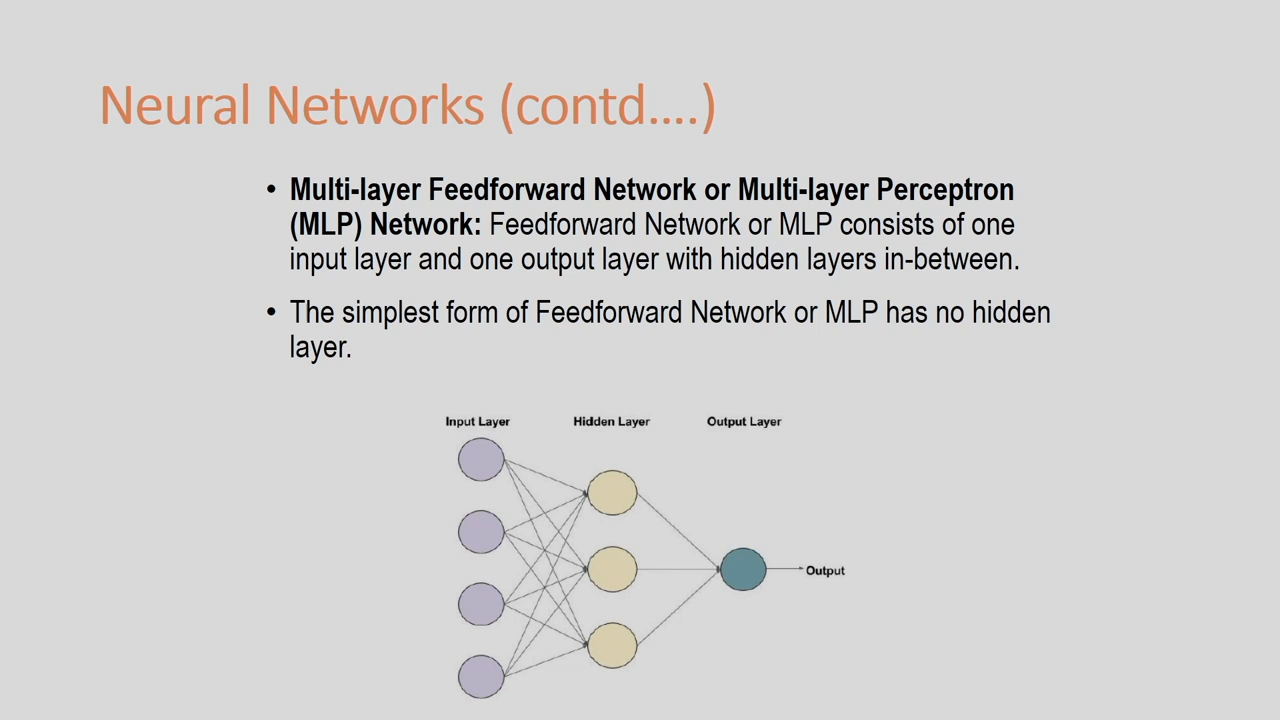 Neural Networks (contd....)
• Multi-layer Feedforward Network or Multi-layer Perceptron
(MLP) Network: Feedforward Network or MLP consists of one
input layer and one output layer with hidden layers in-between.
• The simplest form of Feedforward Network or MLP has no hidden
layer.
Input Layer Hidden Layer Output Layer
Output